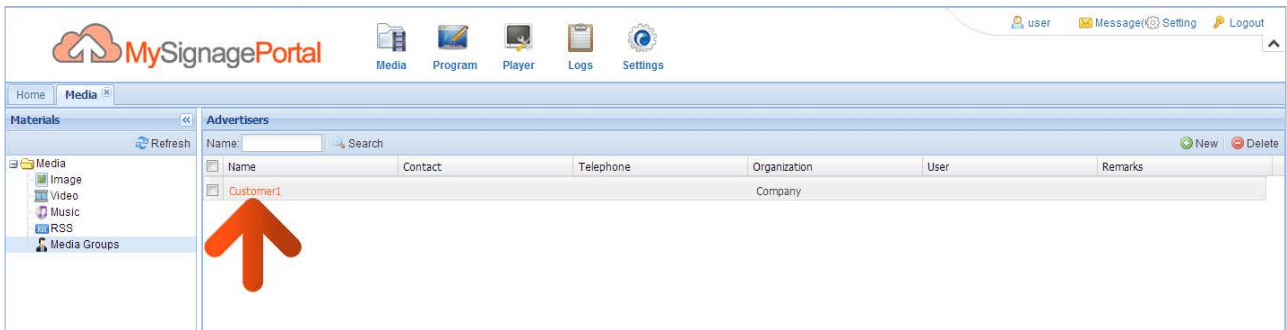 user Message( Setting Logout
MySignagePortal
Media Program Player Logs Settings
Home Media
Materials
Refresh
Media
Image
Video
Music
RSS
Media Groups
Advertisers
Name: Search New Delete
Name Contact Telephone Organization User Remarks
Customer1 Company